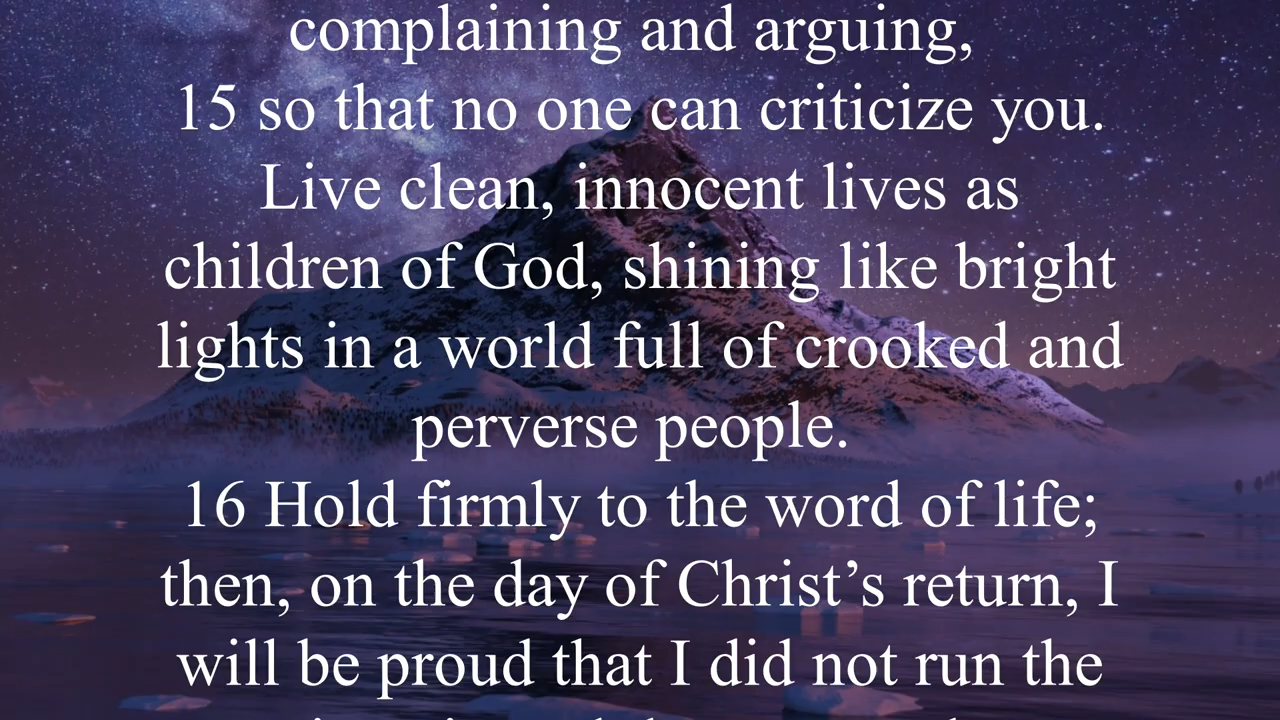 complaining and arguing,
15 so that no one can criticize you.
Live clean, innocent lives as
children of God, shining like bright
lights in a world full of crooked and
perverse people.
16 Hold firmly to the word of life;
then, on the day of Christ’s return, I
will be proud that I did not run the